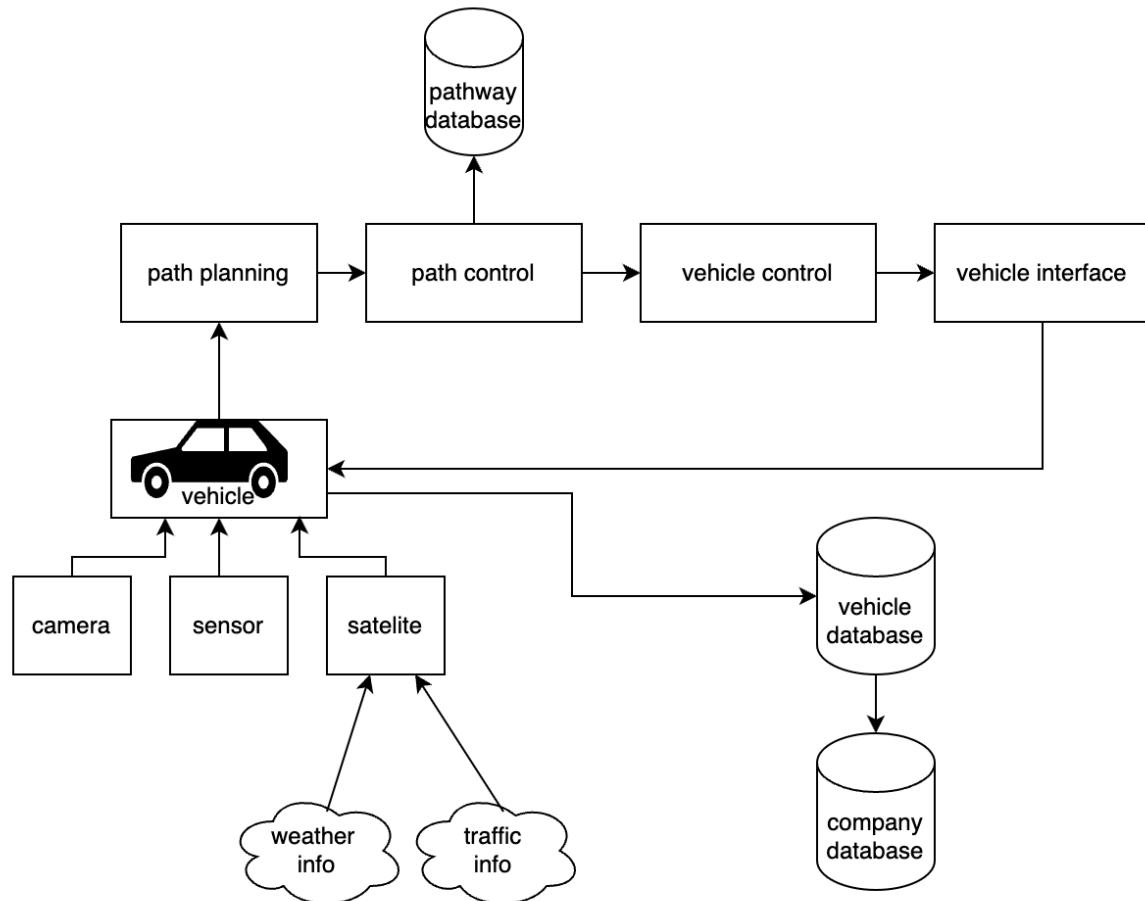 pathway
database
path planning
path control
vehicle control
vehicle interface
vehicle
camera
sensor
satelite
vehicle
database
weather
info
traffic
info
company
database